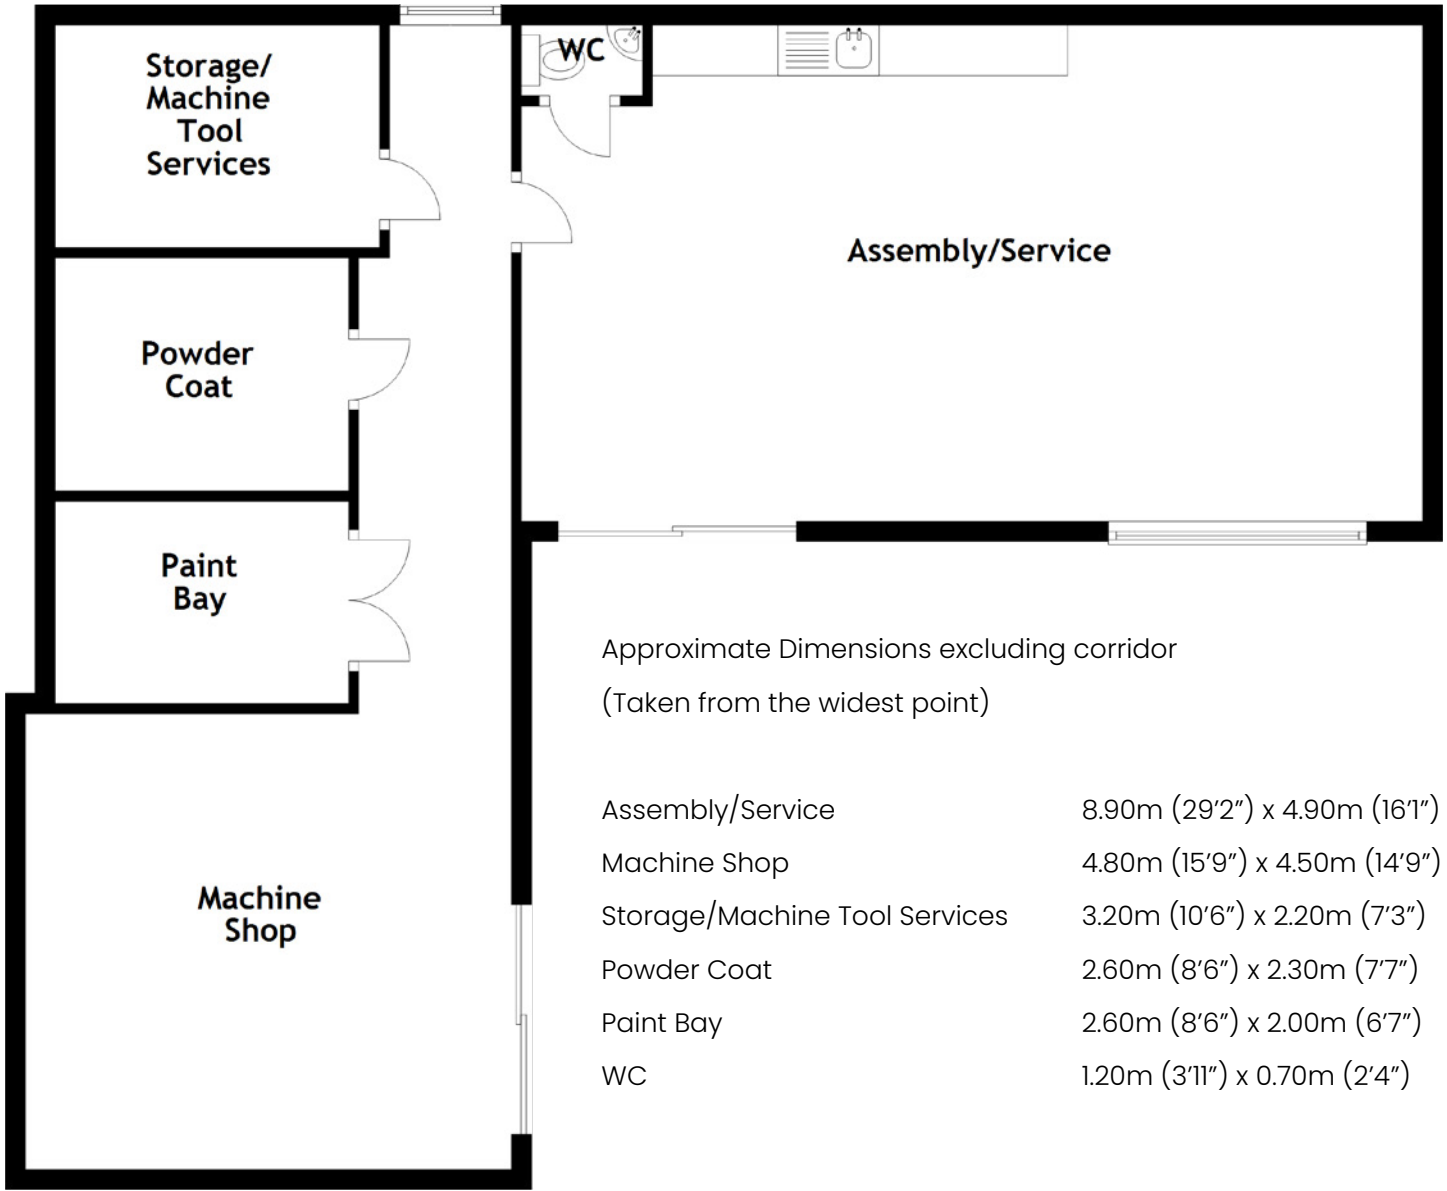 Storage/
Machine
Tool
Services
WC
Assembly/Service
Powder
Coat
Paint
Bay
Machine
Shop
Approximate Dimensions excluding corridor
(Taken from the widest point)
Assembly/Service 8.90m (29’2”) x 4.90m (16’1”)
Machine Shop 4.80m (15’9”) x 4.50m (14’9”)
Storage/Machine Tool Services 3.20m (10’6”) x 2.20m (7’3”)
Powder Coat 2.60m (8’6”) x 2.30m (7’7”)
Paint Bay 2.60m (8’6”) x 2.00m (6’7”)
WC 1.20m (3’11”) x 0.70m (2’4”)